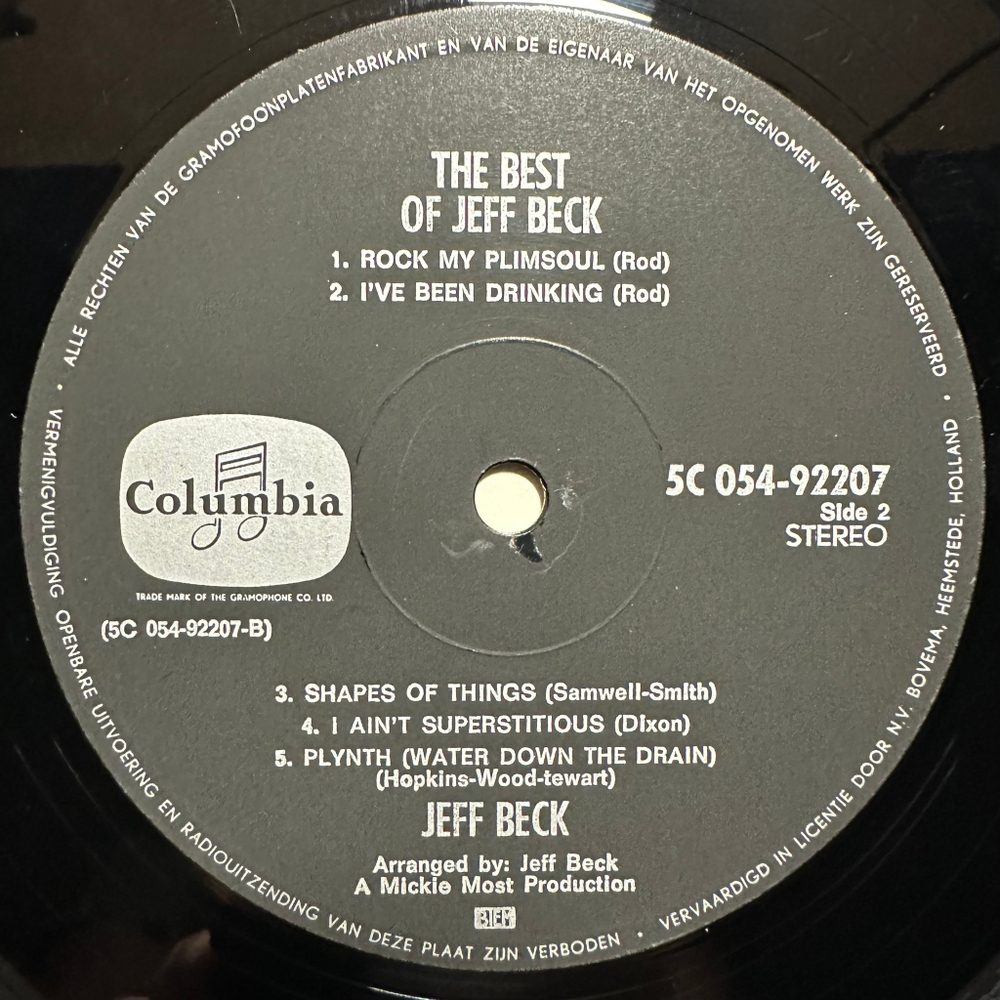 ALLE RECHTEN VAN DE GRAMOFOONPLATENFABRIKANT EN VAN DE EIGENAAR VAN HET OPGENOMEN WERK ZIJN GERESERVEERD •
THE BEST
OF JEFF BECK
1. ROCK MY PLIMSOUL (Rod)
2. I'VE BEEN DRINKING (Rod)
Columbia
TRADE MARK OF THE GRAMOPHONE CO. LTD.
(5C 054-92207-B)
5C 054-92207
Side 2
STEREO
3. SHAPES OF THINGS (Samwell-Smith)
4. I AIN'T SUPERSTITIOUS (Dixon)
5. PLYNTH (WATER DOWN THE DRAIN)
(Hopkins-Wood-tewart)
JEFF BECK
Arranged by: Jeff Beck
A Mickie Most Production
BIEM
VERMENIGVULDIGING OPENBARE UITVOERING EN RADIOUITZENDING VAN DEZE PLAAT ZIJN VERBODEN •
VERVAARDIGD IN LICENTIE DOOR N.V. BOVEMA, HEEMSTEDE, HOLLAND •